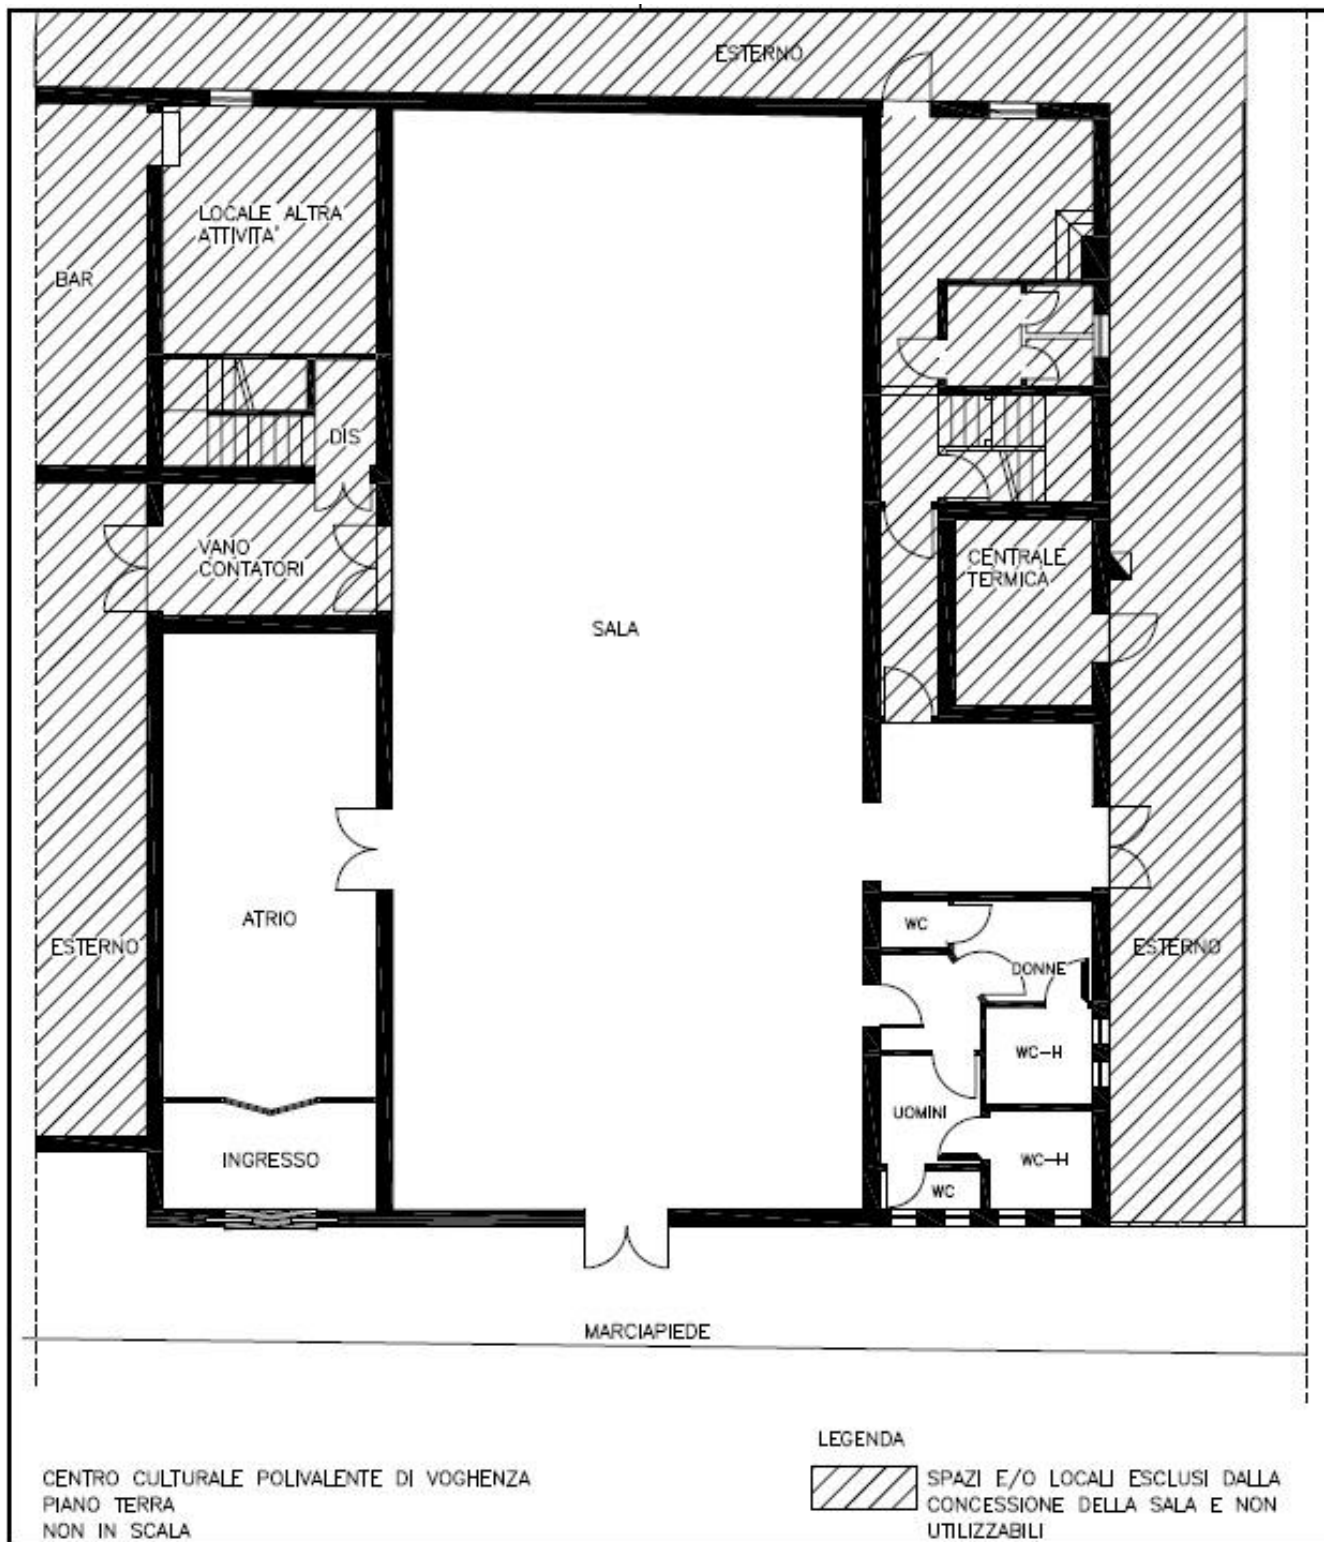 ESTERNO
LOCALE ALTRA
ATTIVITA'
BAR
DIS
VANO
CONTATORI
CENTRALE
TERMICA
SALA
ATRIO
WC
ESTERNO
DONNE
ESTERNO
WC-H
UOMINI
INGRESSO
WC-H
WC
MARCIAPIEDE
LEGENDA
CENTRO CULTURALE POLIVALENTE DI VOGHENZA
PIANO TERRA
NON IN SCALA
SPAZI E/O LOCALI ESCLUSI DALLA
CONCESSIONE DELLA SALA E NON
UTILIZZABILI